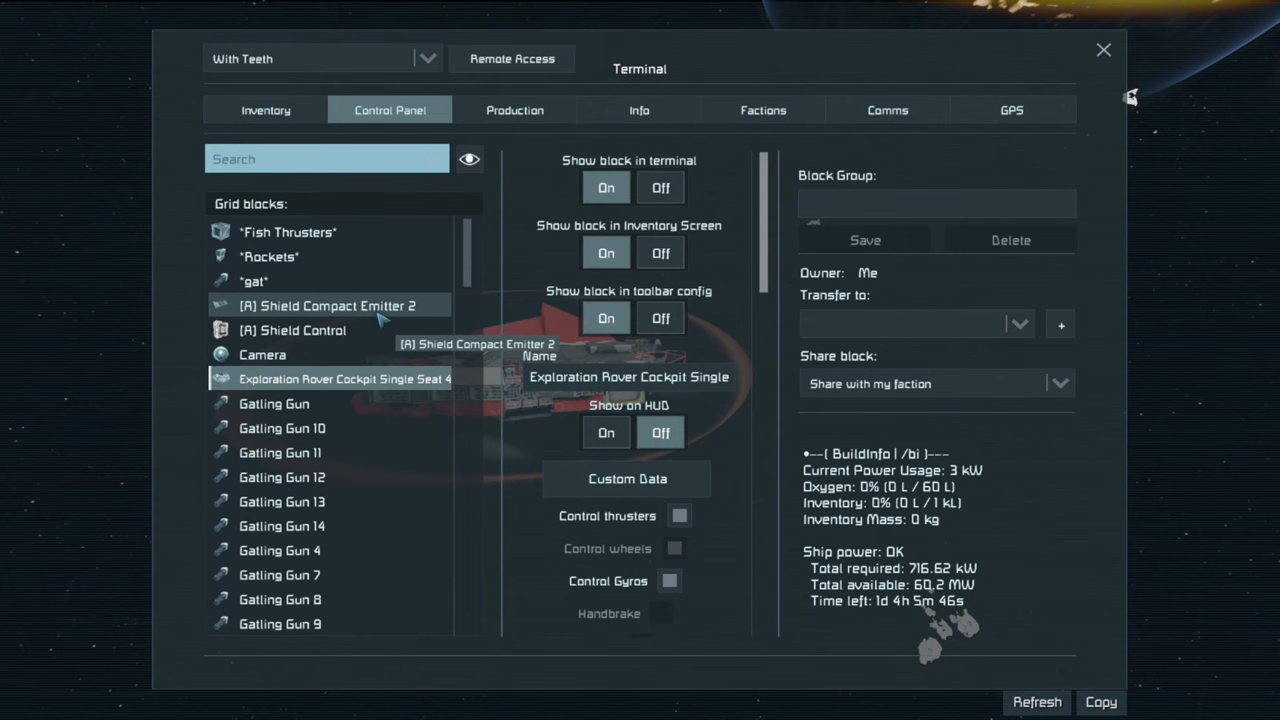 With Teeth
Remote Access
Terminal
Inventory
Control Panel
Production
Info
Factions
Comms
GPS
Search
Grid blocks:
*Fish Thrusters*
*Rockets*
*gat*
[A] Shield Compact Emitter 2
[A] Shield Control
Camera
Exploration Rover Cockpit Single Seat 4
Gatling Gun
Gatling Gun 10
Gatling Gun 11
Gatling Gun 12
Gatling Gun 13
Gatling Gun 14
Gatling Gun 4
Gatling Gun 7
Gatling Gun 8
Gatling Gun 9
[A] Shield Compact Emitter 2
Show block in terminal
On Off
Show block in Inventory Screen
On Off
Show block in toolbar config
On Off
Name
Exploration Rover Cockpit Single
Show on HUD
On Off
Custom Data
Control thrusters
Control wheels
Control Gyros
Handbrake
Block Group:
Save Delete
Owner: Me
Transfer to:
+
Share block:
Share with my faction
•--( BuildInfo | /bi )---
Current Power Usage: 3 kW
Oxygen: 0% (0 L / 60 L)
Inventory: 0% (0 L / 1 kL)
Inventory Mass: 0 kg
Ship power: OK
Total required: 716.62 kW
Total available: 60.2 MW
Time left: 1d 4h 5m 46s
Refresh Copy